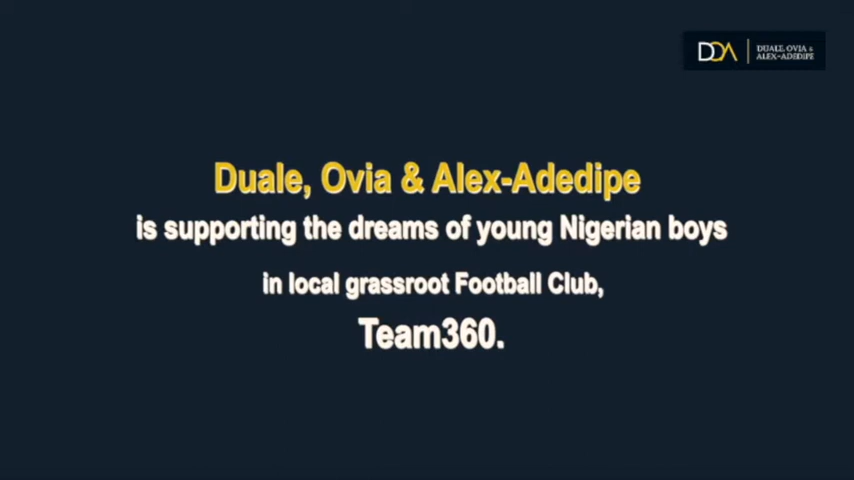 DOA
DUALE, OVIA &
ALEX-ADEDIPE
Duale, Ovia & Alex-Adedipe
is supporting the dreams of young Nigerian boys
in local grassroot Football Club,
Team360.